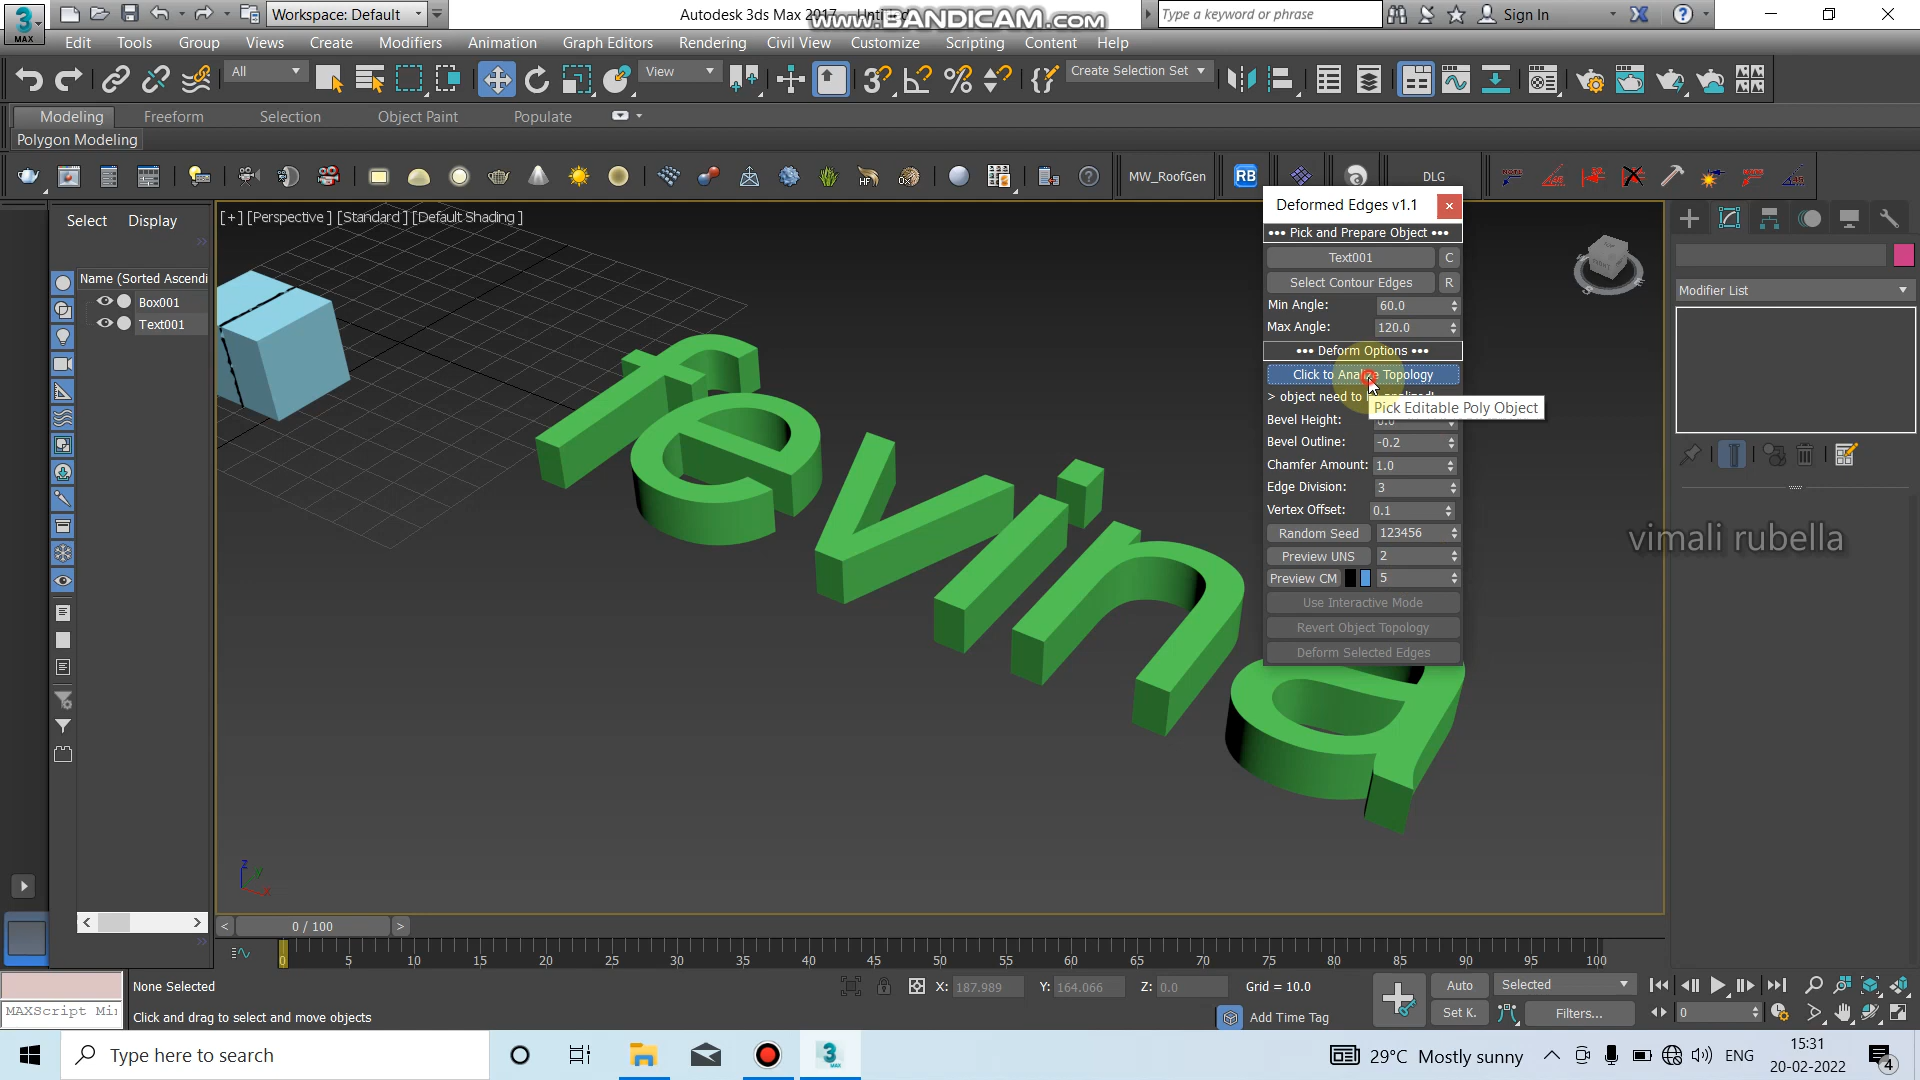 Workspace: Default
Autodesk 3ds Max 2017
www.BANDICAM.com
Type a keyword or phrase
Sign In
MAX
Edit Tools Group Views Create Modifiers Animation Graph Editors Rendering Civil View Customize Scripting Content Help
All
View
Create Selection Set
Modeling Freeform Selection Object Paint Populate
Polygon Modeling
MW_RoofGen
RB
DLG
Select Display
[+] [Perspective] [Standard] [Default Shading]
Name (Sorted Ascendi
Box001
Text001
Deformed Edges v1.1
••• Pick and Prepare Object •••
Text001 C
Select Contour Edges R
Min Angle: 60.0
Max Angle: 120.0
••• Deform Options •••
Click to Analize Topology
> object need to
Pick Editable Poly Object
Bevel Height: 0.0
Bevel Outline: -0.2
Chamfer Amount: 1.0
Edge Division: 3
Vertex Offset: 0.1
Random Seed 123456
Preview UNS 2
Preview CM 5
Use Interactive Mode
Revert Object Topology
Deform Selected Edges
Modifier List
vimali rubella
fevina
z y x
0 / 100
0 5 10 15 20 25 30 35 40 45 50 55 60 65 70 75 80 85 90 95 100
None Selected
X: 187.989 Y: 164.066 Z: 0.0 Grid = 10.0
Auto Selected
MAXScript Mi
Click and drag to select and move objects
Add Time Tag
Set K. Filters... 0
Type here to search
29°C Mostly sunny
ENG
15:31
20-02-2022
4